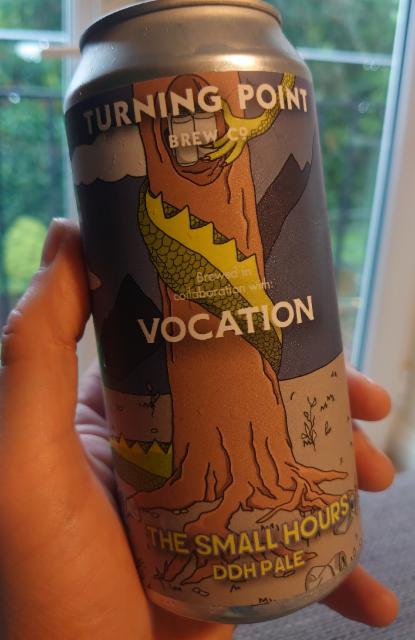 TURNING POINT
BREW CO
Brewed in
collaboration with:
VOCATION
THE SMALL HOURS
DDH PALE